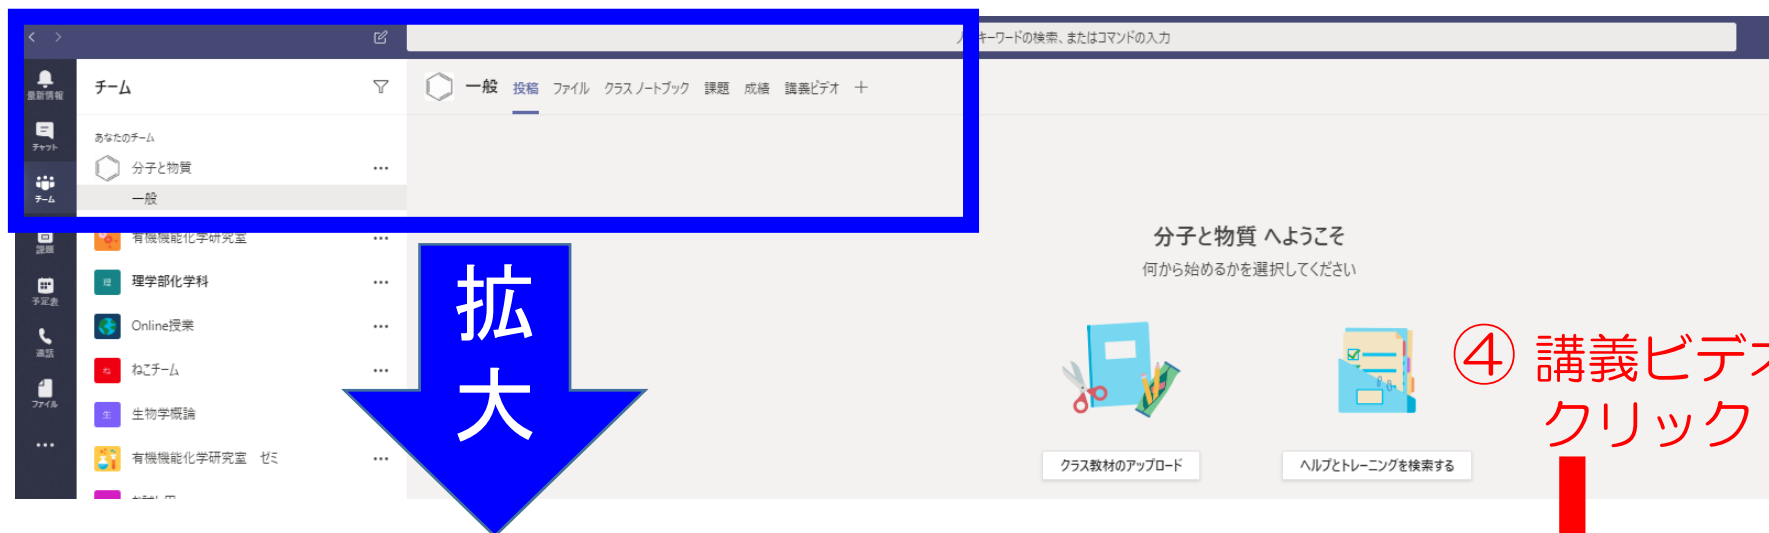 キーワードの検索、またはコマンドの入力
最新情報
チーム
一般 投稿 ファイル クラス ノートブック 課題 成績 講義ビデオ +
チャット
あなたのチーム
分子と物質
チーム
一般
課題
有機機能化学研究室
分子と物質 へようこそ
何から始めるかを選択してください
予定表
理 理学部化学科
Online授業
通話
ね ねこチーム
ファイル
生 生物学概論
有機機能化学研究室 ゼミ
クラス教材のアップロード
ヘルプとトレーニングを検索する
拡
大
④ 講義ビデオ
クリック